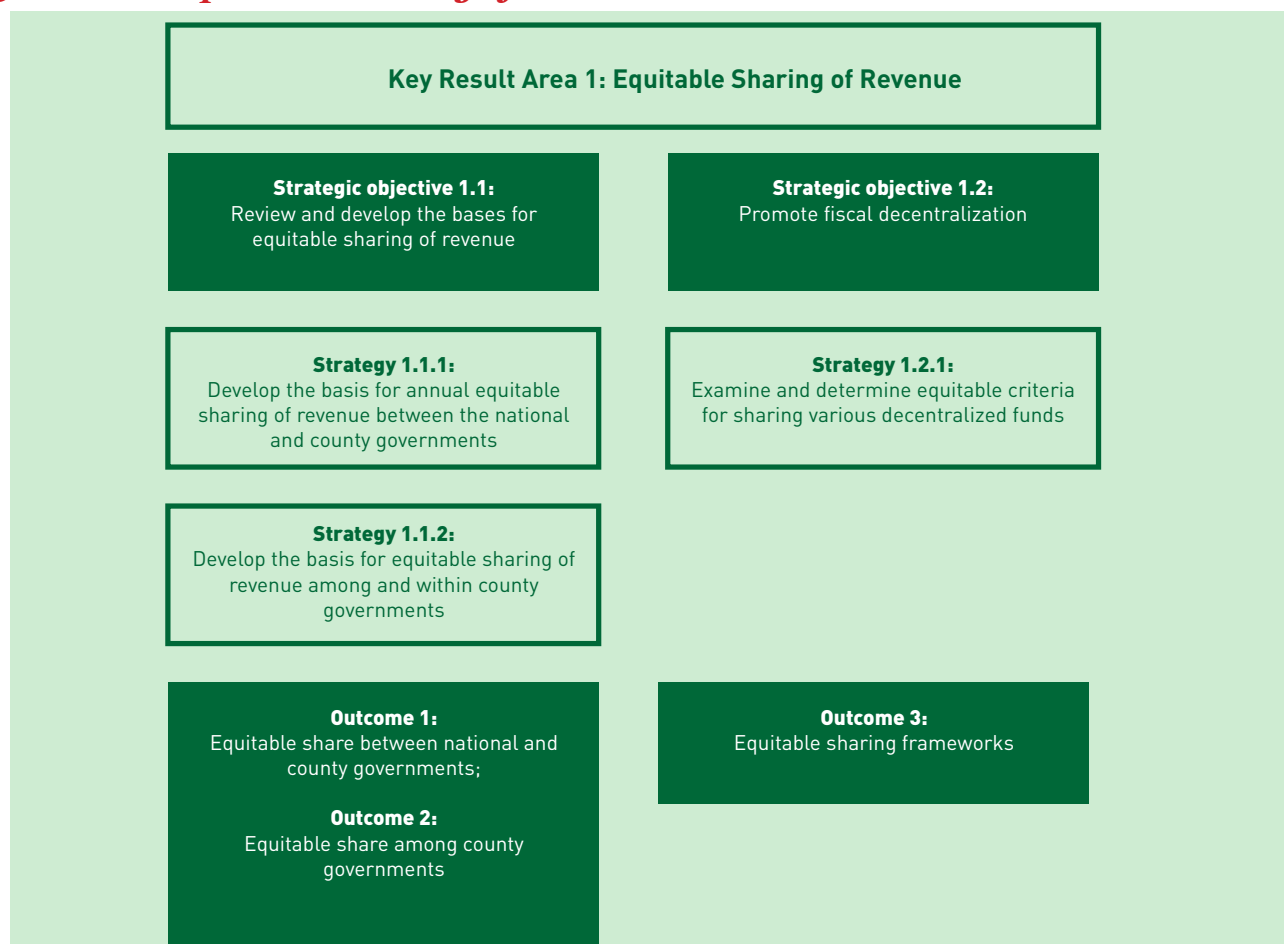 Key Result Area 1: Equitable Sharing of Revenue
Strategic objective 1.1:
Review and develop the bases for
equitable sharing of revenue
Strategic objective 1.2:
Promote fiscal decentralization
Strategy 1.1.1:
Develop the basis for annual equitable
sharing of revenue between the national
and county governments
Strategy 1.2.1:
Examine and determine equitable criteria
for sharing various decentralized funds
Strategy 1.1.2:
Develop the basis for equitable sharing of
revenue among and within county
governments
Outcome 1:
Equitable share between national and
county governments;
Outcome 2:
Equitable share among county
governments
Outcome 3:
Equitable sharing frameworks